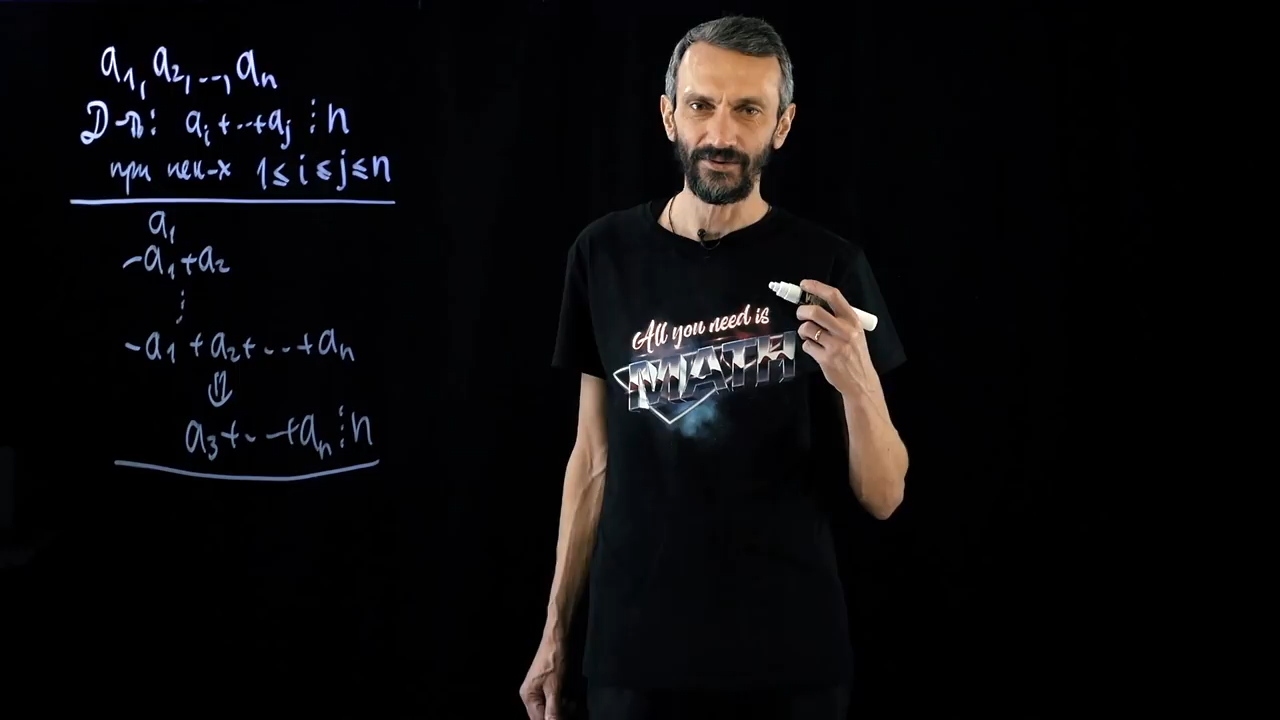 a₁, a₂, ..., aₙ
Д-ть: aᵢ+...+aⱼ ⋮ n
при нек-х 1≤i≤j≤n
a₁
-a₁+a₂
⋮
-a₁+a₂+...+aₙ
⇓
a₃+...+aₙ ⋮ n
All you need is
MATH